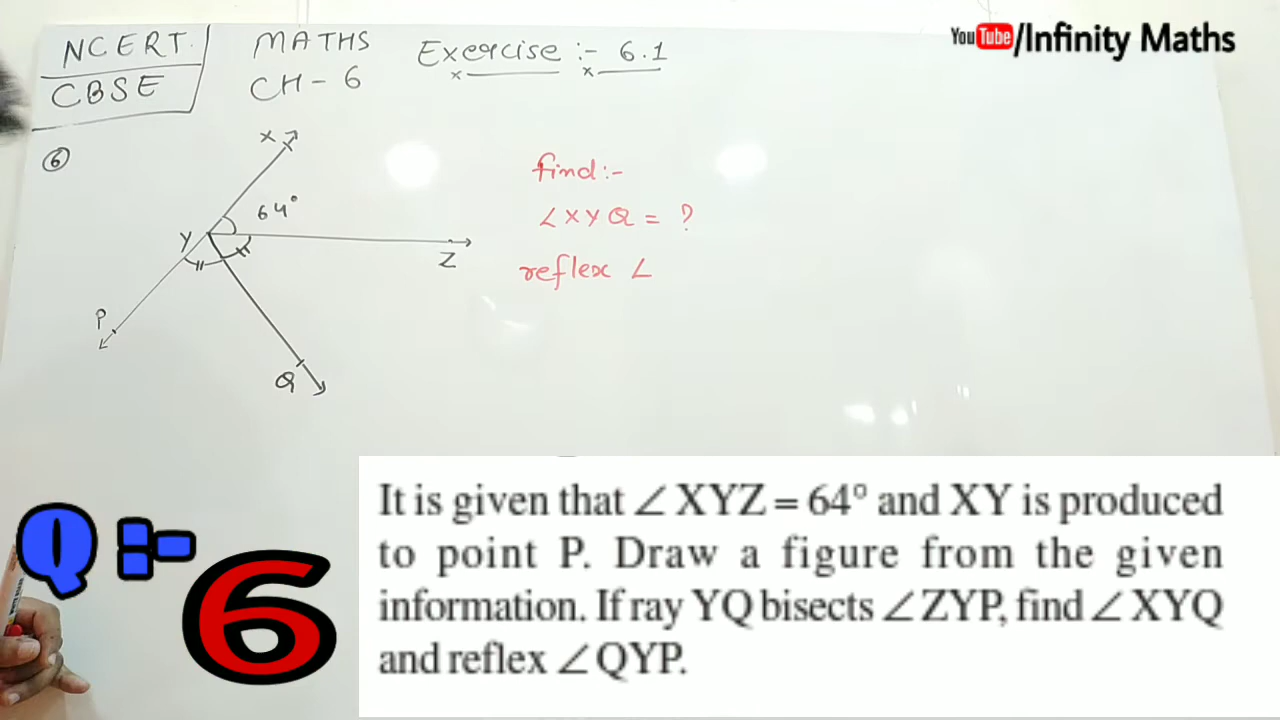 YouTube/Infinity Maths
NCERT MATHS Exercise :- 6.1
CBSE CH-6
6
X
64°
Y
Z
P
Q
find:-
∠XYQ = ?
reflex ∠
Q:- 6
It is given that ∠XYZ = 64° and XY is produced
to point P. Draw a figure from the given
information. If ray YQ bisects ∠ZYP, find ∠XYQ
and reflex ∠QYP.